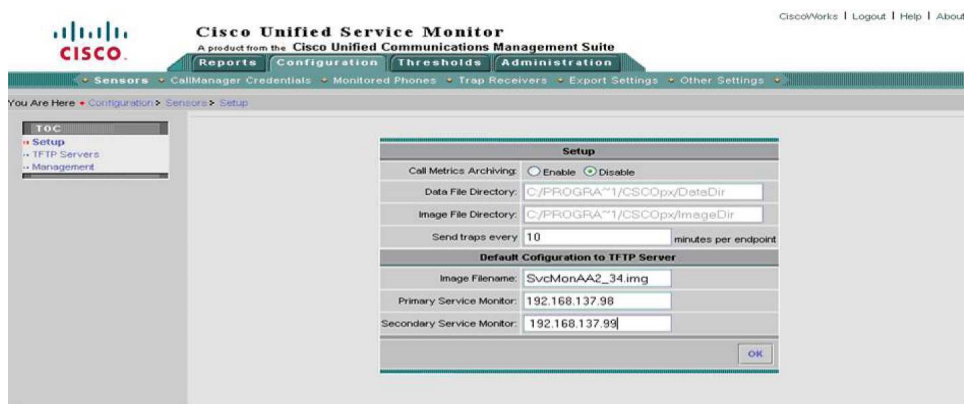 CiscoWorks | Logout | Help | About
CISCO.
Cisco Unified Service Monitor
A product from the Cisco Unified Communications Management Suite
Reports Configuration Thresholds Administration
Sensors CallManager Credentials Monitored Phones Trap Receivers Export Settings Other Settings
You Are Here Configuration > Sensors > Setup
TOC
Setup
TFTP Servers
Management
Setup
Call Metrics Archiving: Enable Disable
Data File Directory: C:/PROGRA~1/CSCOpx/DataDir
Image File Directory: C:/PROGRA~1/CSCOpx/ImageDir
Send traps every 10 minutes per endpoint
Default Cofiguration to TFTP Server
Image Filename: SvcMonAA2_34.img
Primary Service Monitor: 192.168.137.98
Secondary Service Monitor: 192.168.137.99
OK